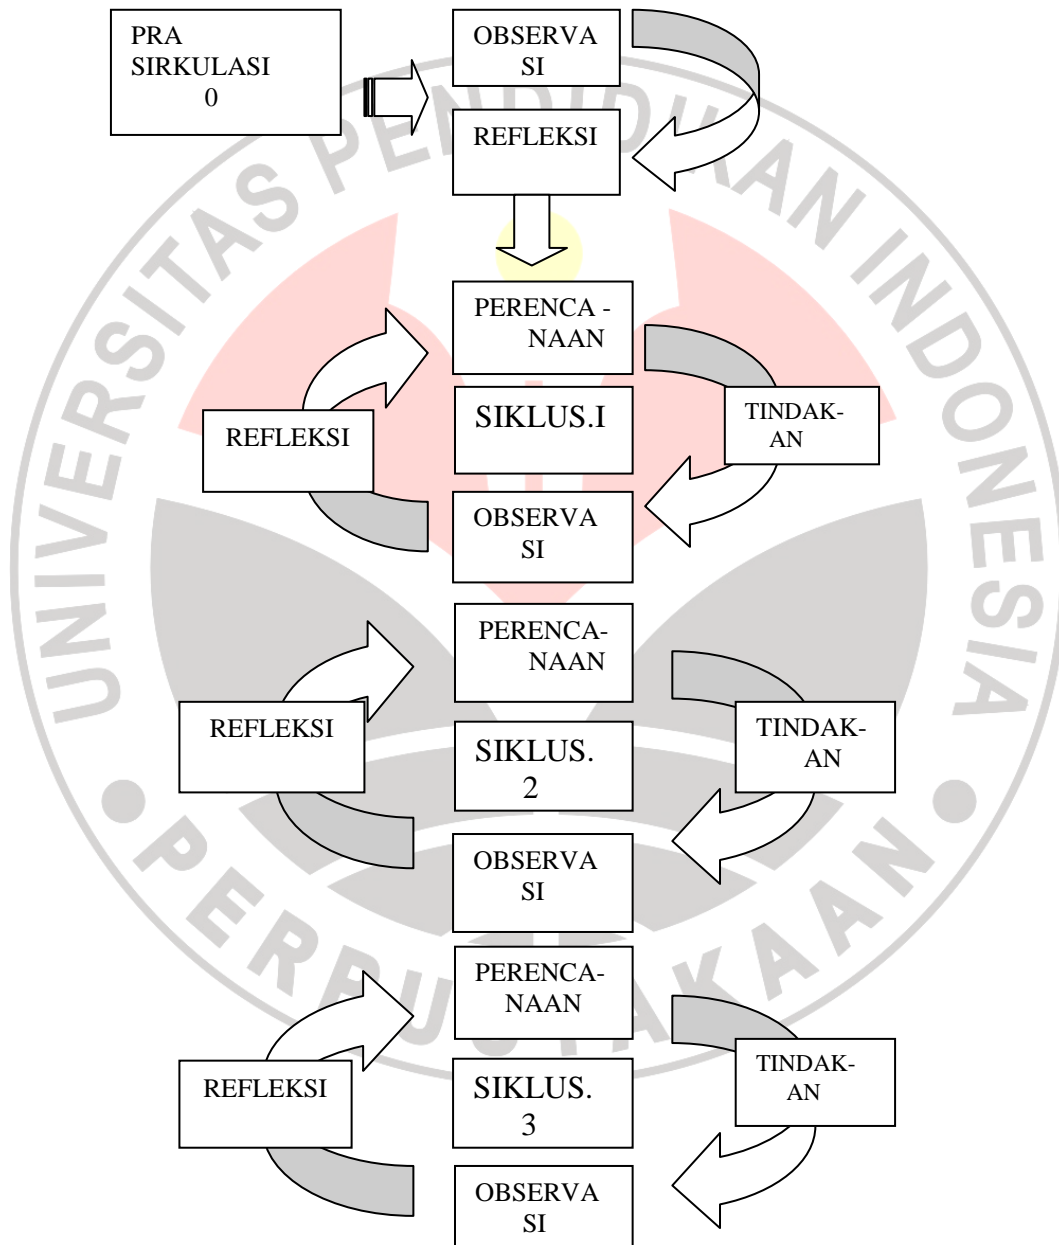 PRA
SIRKULASI
0
OBSERVA
SI
REFLEKSI
PERENCA -
NAAN
SIKLUS.I
TINDAK-
AN
REFLEKSI
OBSERVA
SI
PERENCA-
NAAN
REFLEKSI
SIKLUS.
2
TINDAK-
AN
OBSERVA
SI
PERENCA-
NAAN
REFLEKSI
SIKLUS.
3
TINDAK-
AN
OBSERVA
SI
UNIVERSITAS PENDIDIKAN INDONESIA
PERPUSTAKAAN